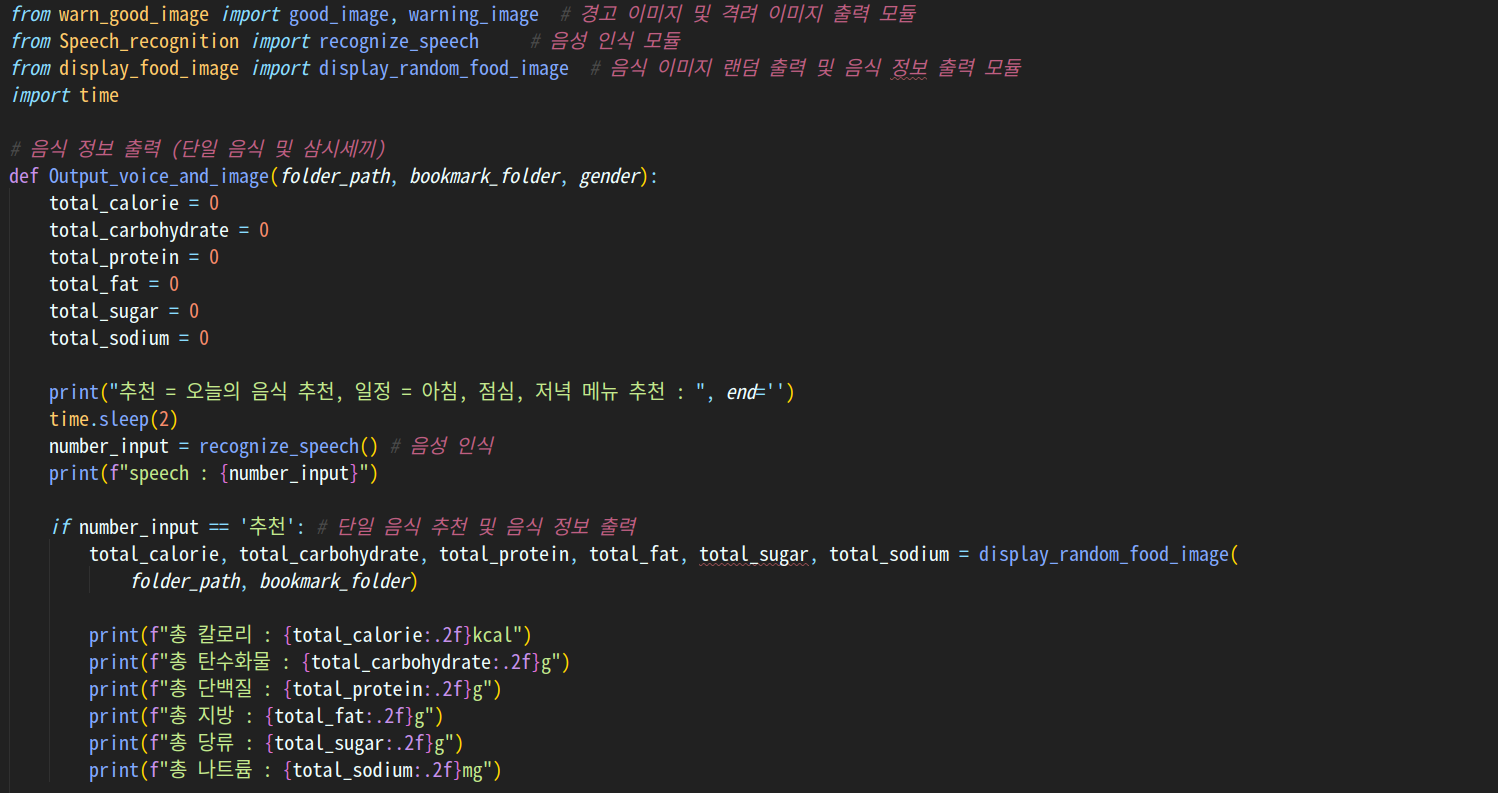 from warn_good_image import good_image, warning_image  # 경고 이미지 및 격려 이미지 출력 모듈
from Speech_recognition import recognize_speech     # 음성 인식 모듈
from display_food_image import display_random_food_image  # 음식 이미지 랜덤 출력 및 음식 정보 출력 모듈
import time

# 음식 정보 출력 (단일 음식 및 삼시세끼)
def Output_voice_and_image(folder_path, bookmark_folder, gender):
    total_calorie = 0
    total_carbohydrate = 0
    total_protein = 0
    total_fat = 0
    total_sugar = 0
    total_sodium = 0

    print("추천 = 오늘의 음식 추천, 일정 = 아침, 점심, 저녁 메뉴 추천 : ", end='')
    time.sleep(2)
    number_input = recognize_speech() # 음성 인식
    print(f"speech : {number_input}")

    if number_input == '추천': # 단일 음식 추천 및 음식 정보 출력
        total_calorie, total_carbohydrate, total_protein, total_fat, total_sugar, total_sodium = display_random_food_image(
            folder_path, bookmark_folder)

        print(f"총 칼로리 : {total_calorie:.2f}kcal")
        print(f"총 탄수화물 : {total_carbohydrate:.2f}g")
        print(f"총 단백질 : {total_protein:.2f}g")
        print(f"총 지방 : {total_fat:.2f}g")
        print(f"총 당류 : {total_sugar:.2f}g")
        print(f"총 나트륨 : {total_sodium:.2f}mg")